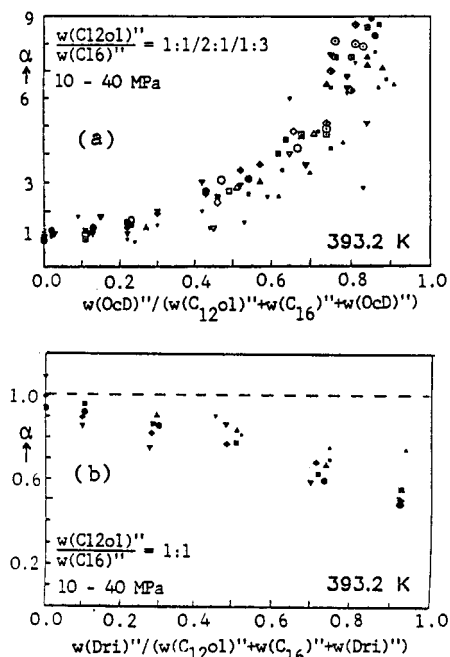 9
w(C12ol)'' / w(C16)'' = 1:1/2:1/1:3
α
↑
10 - 40 MPa
6
(a)
3
1
393.2 K
0.0 0.2 0.4 0.6 0.8 1.0
w(OcD)''/(w(C₁₂ol)''+w(C₁₆)''+w(OcD)'')
1.0
α
↑
(b)
0.6
w(C12ol)'' / w(C16)'' = 1:1
0.2
10 - 40 MPa
393.2 K
0.0 0.2 0.4 0.6 0.8 1.0
w(Dri)''/(w(C₁₂ol)''+w(C₁₆)''+w(Dri)'')